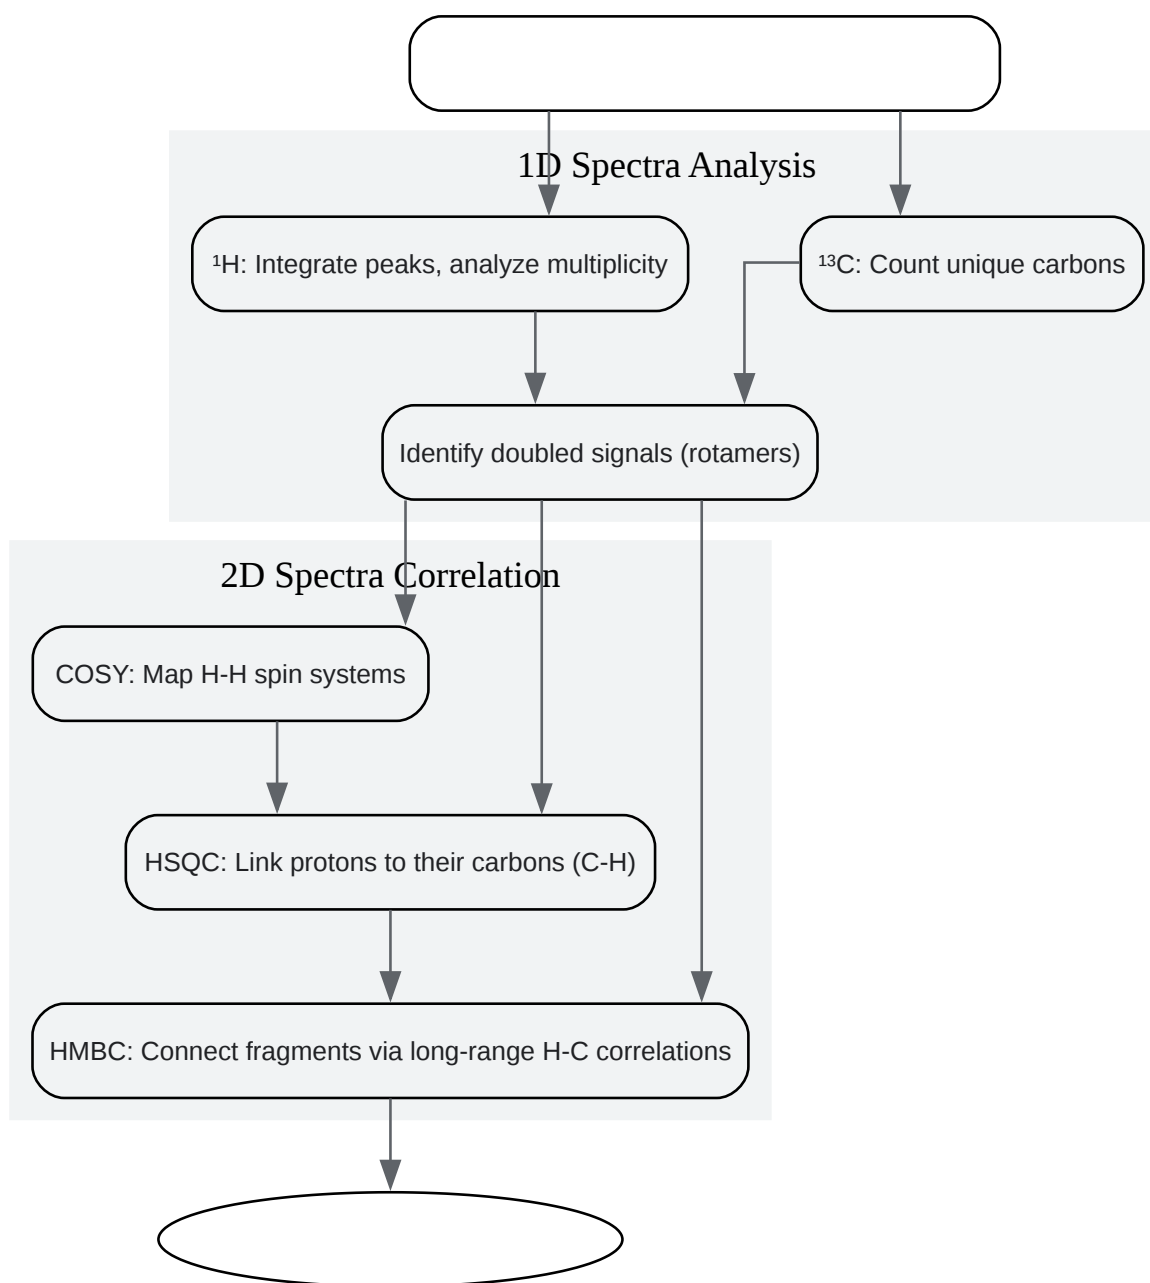 1D Spectra Analysis
¹H: Integrate peaks, analyze multiplicity
¹³C: Count unique carbons
Identify doubled signals (rotamers)
2D Spectra Correlation
COSY: Map H-H spin systems
HSQC: Link protons to their carbons (C-H)
HMBC: Connect fragments via long-range H-C correlations